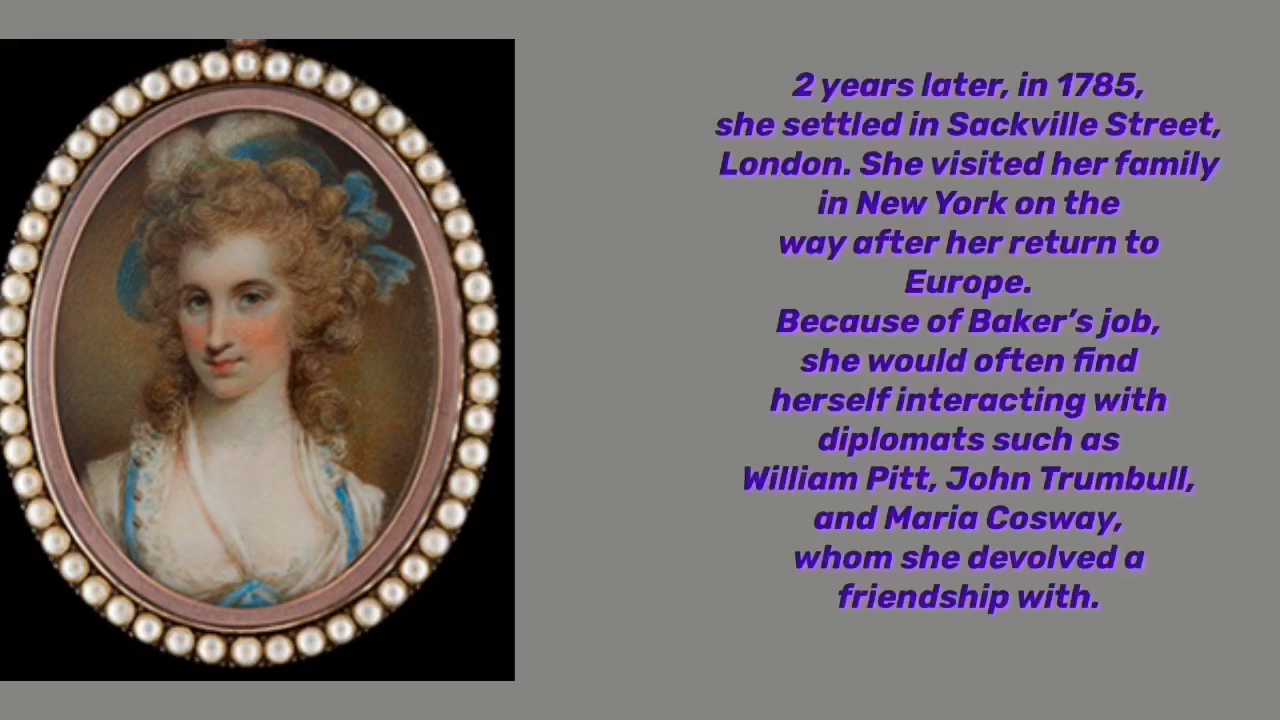 2 years later, in 1785,
she settled in Sackville Street,
London. She visited her family
in New York on the
way after her return to
Europe.
Because of Baker’s job,
she would often find
herself interacting with
diplomats such as
William Pitt, John Trumbull,
and Maria Cosway,
whom she devolved a
friendship with.